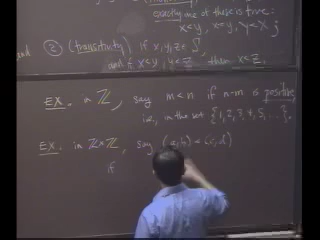 exactly one of these is true:
x<y, x=y, y<x;
and ② (transitivity) if x, y, z ∈ S,
and if x<y, y<z then x<z.
EX. in ℤ, say m<n if n-m is positive,
i.e., in the set {1,2,3,4,5,...}.
EX. in ℤ×ℤ, say (a,b) < (c,d)
if